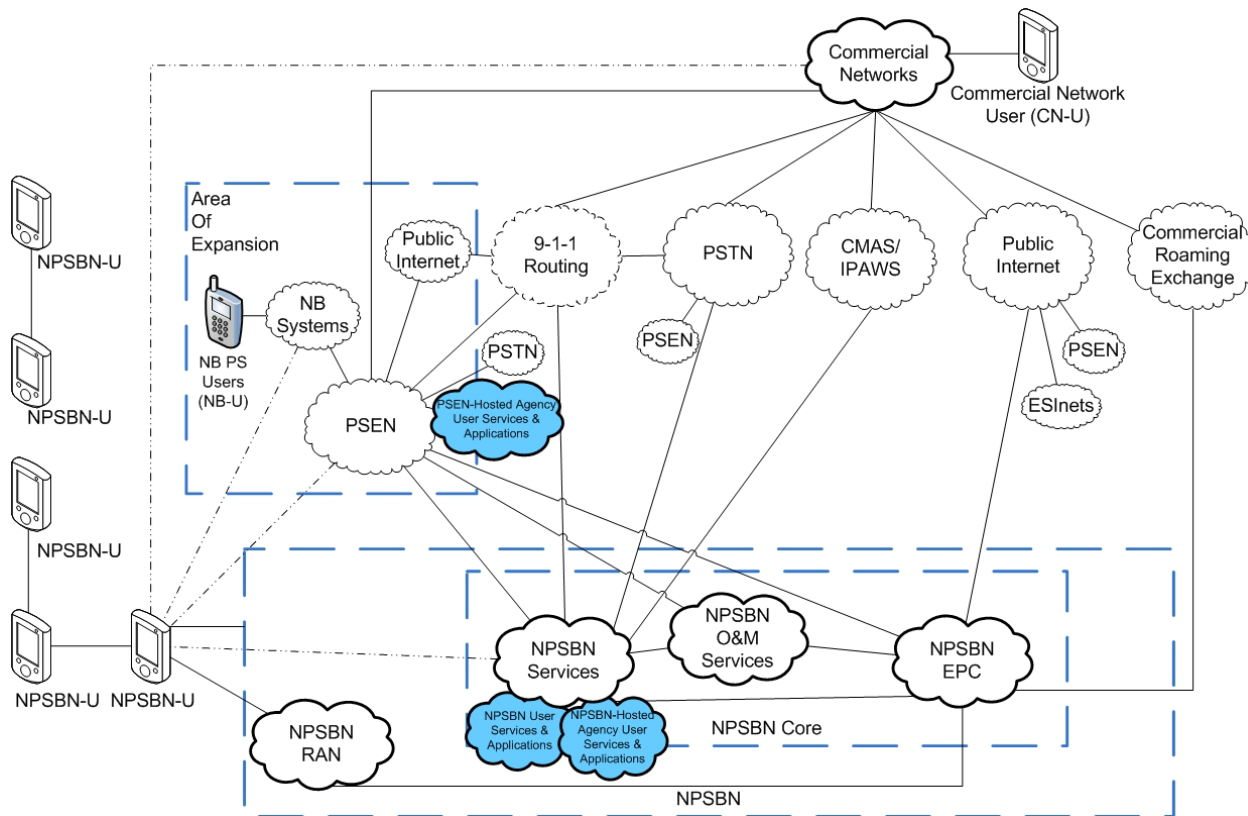 Commercial
Networks
Commercial Network
User (CN-U)
Area
Of
Expansion
NPSBN-U
NPSBN-U
NPSBN-U
NPSBN-U
NPSBN-U
Public
Internet
9-1-1
Routing
PSTN
CMAS/
IPAWS
Public
Internet
Commercial
Roaming
Exchange
NB
Systems
NB PS
Users
(NB-U)
PSTN
PSEN
PSEN
ESInets
PSEN
PSEN-Hosted Agency
User Services &
Applications
NPSBN
Services
NPSBN
O&M
Services
NPSBN
EPC
NPSBN User
Services &
Applications
NPSBN-Hosted
Agency User
Services &
Applications
NPSBN Core
NPSBN
RAN
NPSBN